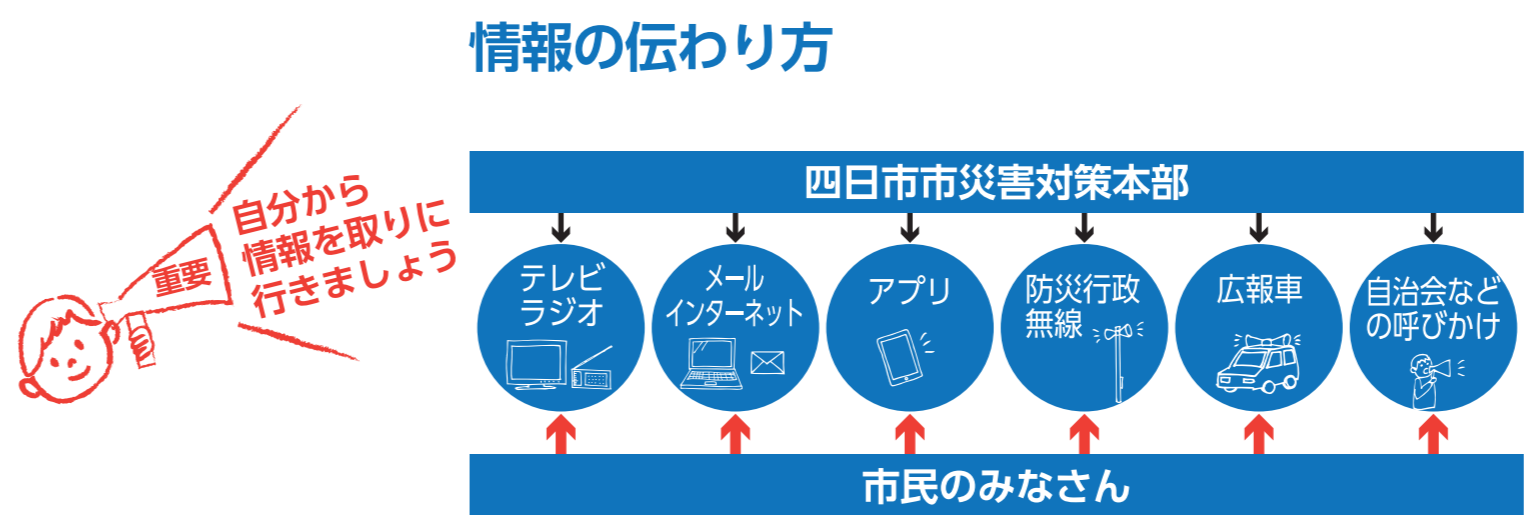 情報の伝わり方
重要
自分から
情報を取りに
行きましょう
四日市市災害対策本部
テレビ
ラジオ
メール
インターネット
アプリ
防災行政
無線
広報車
自治会など
の呼びかけ
市民のみなさん